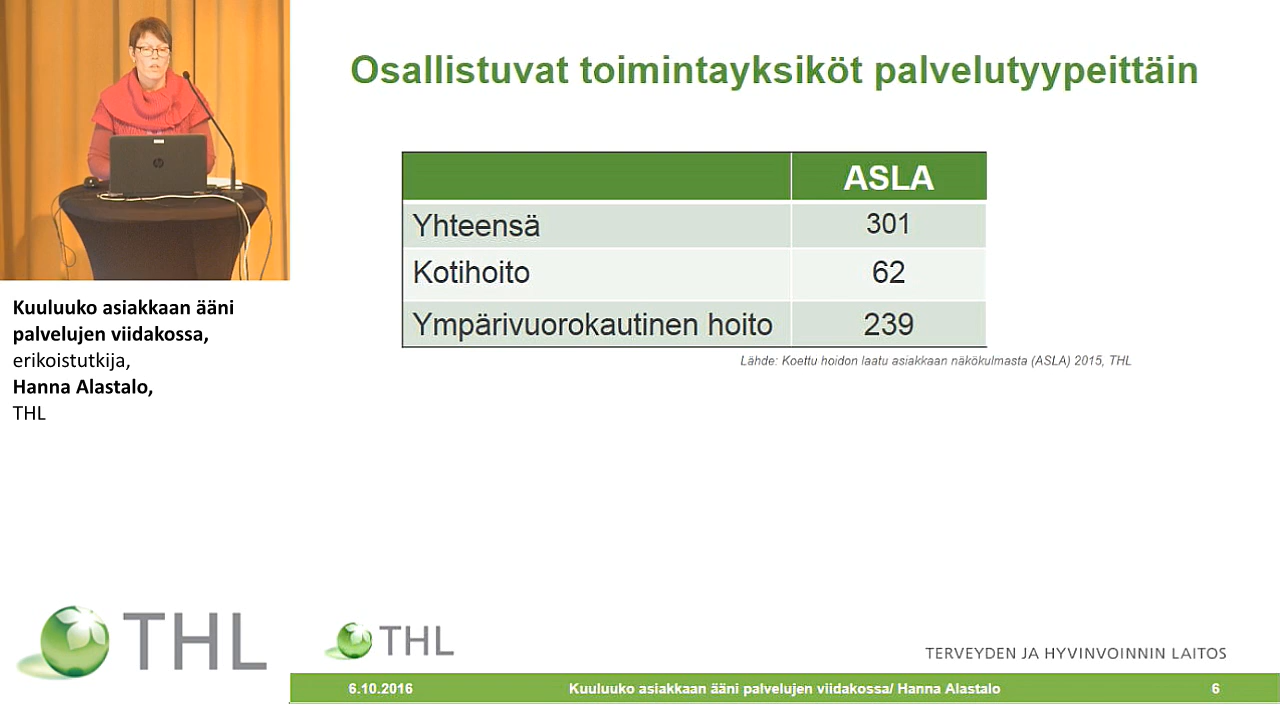 Osallistuvat toimintayksiköt palvelutyypeittäin
ASLA
Yhteensä 301
Kotihoito 62
Ympärivuorokautinen hoito 239
Lähde: Koettu hoidon laatu asiakkaan näkökulmasta (ASLA) 2015, THL
Kuuluuko asiakkaan ääni
palvelujen viidakossa,
erikoistutkija,
Hanna Alastalo,
THL
THL
THL
TERVEYDEN JA HYVINVOINNIN LAITOS
6.10.2016 Kuuluuko asiakkaan ääni palvelujen viidakossa/ Hanna Alastalo 6